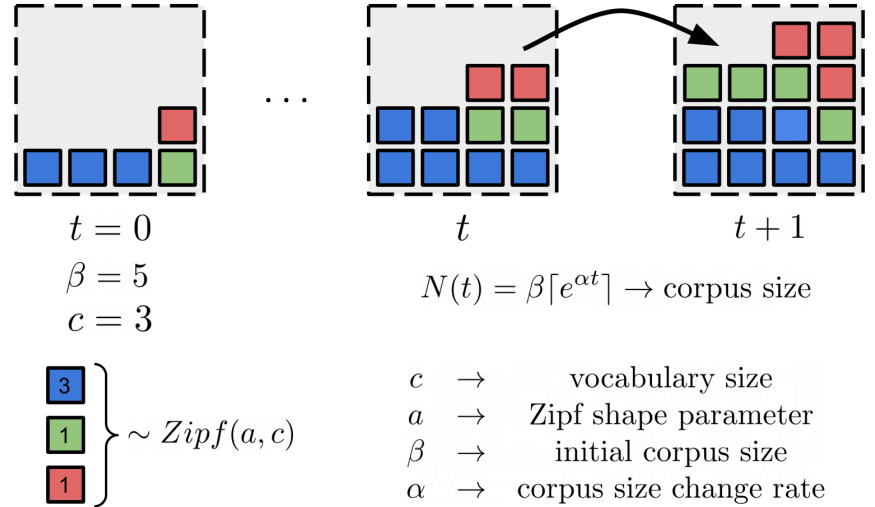 . . .
t = 0
t
t + 1
β = 5
c = 3
N(t) = β⌈e^{αt}⌉ → corpus size
3
1
1
∼ Zipf(a, c)
c → vocabulary size
a → Zipf shape parameter
β → initial corpus size
α → corpus size change rate